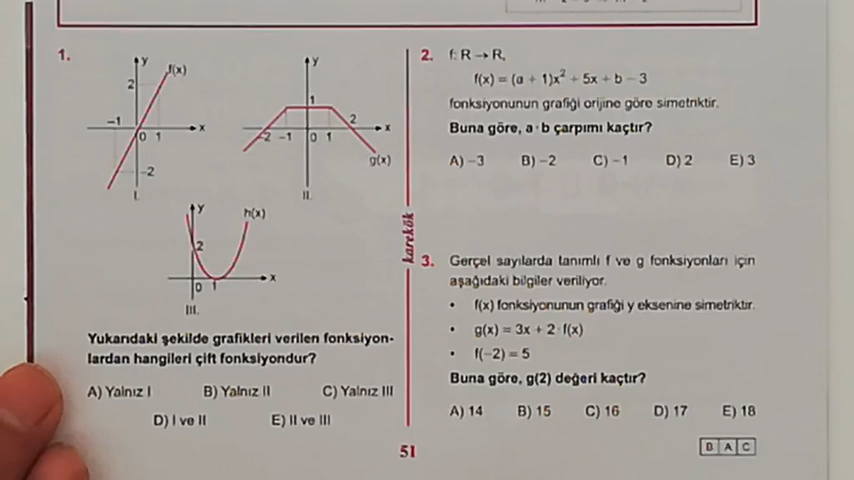 1.
y
f(x)
2
-1
0 1
x
-2
I.
y
1
2
-2 -1 0 1
x
g(x)
II.
y
h(x)
2
0 1
x
III.
Yukarıdaki şekilde grafikleri verilen fonksiyon-
lardan hangileri çift fonksiyondur?
A) Yalnız I B) Yalnız II C) Yalnız III
D) I ve II E) II ve III
karekök
2. f: R → R,
f(x) = (a + 1)x² + 5x + b - 3
fonksiyonunun grafiği orijine göre simetriktir.
Buna göre, a·b çarpımı kaçtır?
A) -3 B) -2 C) -1 D) 2 E) 3
3. Gerçel sayılarda tanımlı f ve g fonksiyonları için
aşağıdaki bilgiler veriliyor.
• f(x) fonksiyonunun grafiği y eksenine simetriktir.
• g(x) = 3x + 2·f(x)
• f(-2) = 5
Buna göre, g(2) değeri kaçtır?
A) 14 B) 15 C) 16 D) 17 E) 18
51
B A C